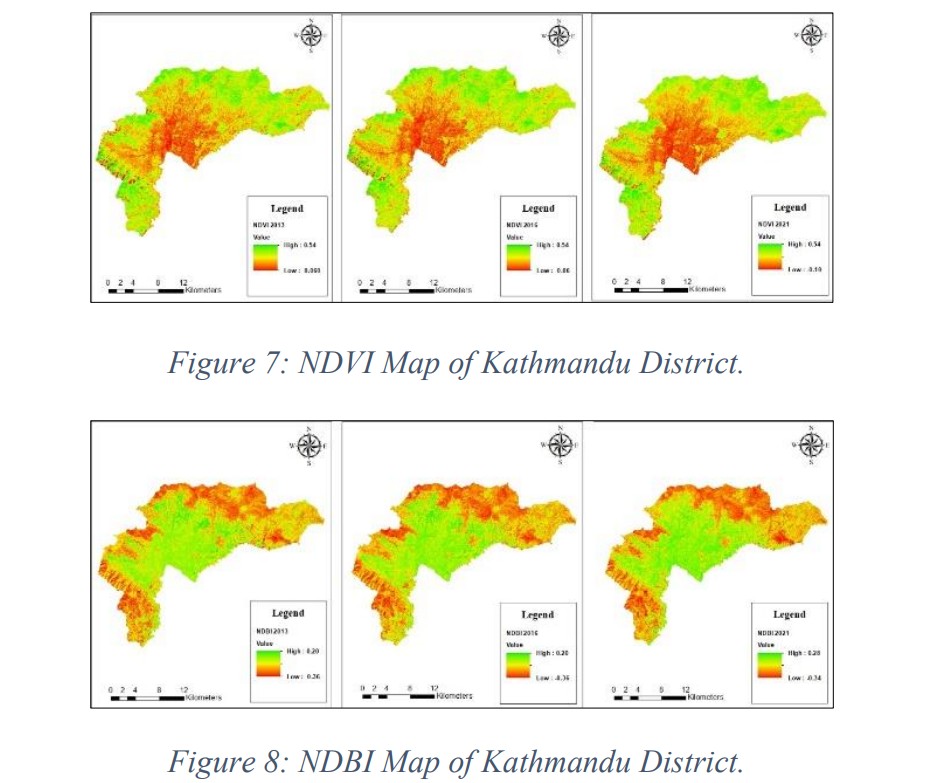 N
W E
S
Legend
NDVI 2013
Value
High : 0.54
Low : 0.093
0 2 4 8 12
Kilometers
N
W E
S
Legend
NDVI 2016
Value
High : 0.54
Low : 0.06
0 2 4 8 12
Kilometers
N
W E
S
Legend
NDVI 2021
Value
High : 0.54
0 2 4 8 12
Kilometers
Figure 7: NDVI Map of Kathmandu District.
N
W E
S
Legend
NDBI 2013
Value
High : 0.20
Low : 0.36
0 2 4 8 12
Kilometers
N
W E
S
Legend
NDBI 2016
Value
High : 0.20
Low : -0.36
0 2 4 8 12
Kilometers
N
W E
S
Legend
NDBI 2021
Value
High : 0.20
Low : -0.34
0 2 4 8 12
Kilometers
Figure 8: NDBI Map of Kathmandu District.